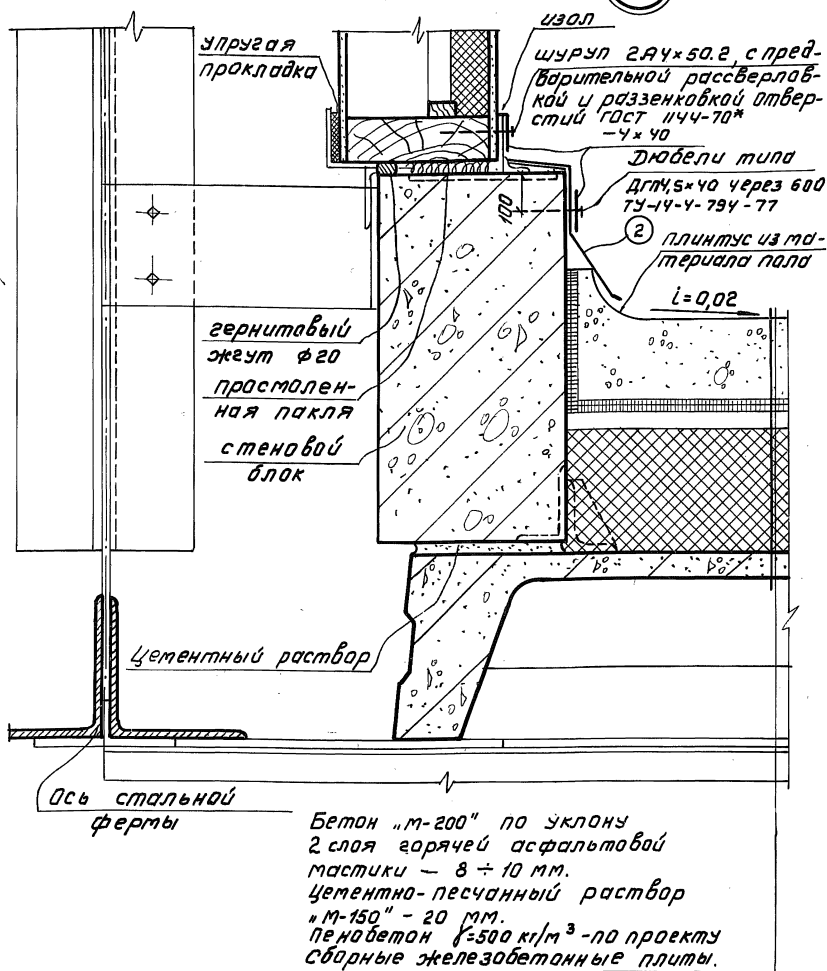 изол
упругая
прокладка
шуруп 2А4×50.2, с пред-
варительной рассверлов-
кой и раззенковкой отвер-
стий ГОСТ 1144-70*
-4×40
Дюбели типа
ДГП4,5×40 через 600
ТУ-14-4-794-77
100
2
плинтус из ма-
териала пола
i=0,02
гернитовый
жгут ф20
просмолен-
ная пакля
стеновой
блок
Цементный раствор
Ось стальной
фермы
Бетон „М-200" по уклону
2 слоя горячей асфальтовой
мастики — 8 ÷ 10 мм.
Цементно-песчанный раствор
„М-150" - 20 мм.
Пенобетон γ=500 кг/м³ -по проекту
Сборные железобетонные плиты.